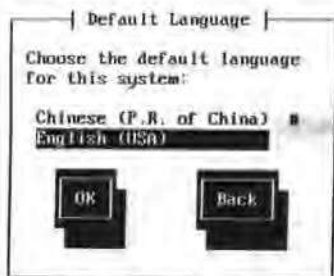 Default Language
Choose the default language
for this system:
Chinese (P.R. of China)
English (USA)
OK
Back